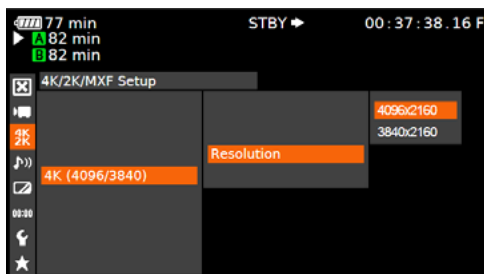 77 min STBY 00:37:38.16 F
A 82 min
B 82 min
4K/2K/MXF Setup
4096x2160
4K
2K
3840x2160
Resolution
4K (4096/3840)
00:00